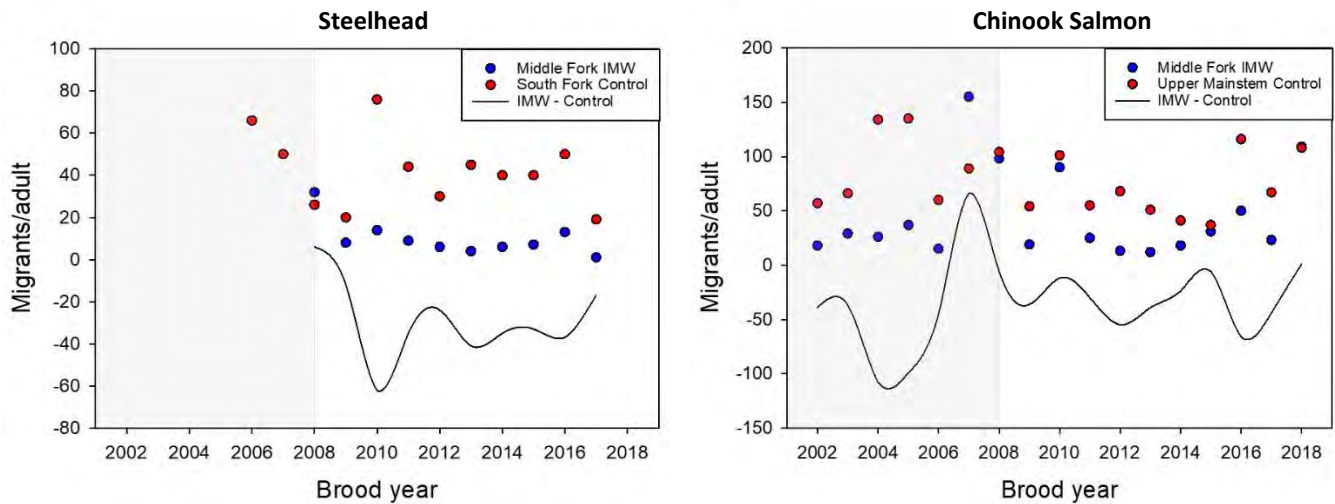 Steelhead
Migrants/adult
100
80
60
40
20
0
-20
-40
-60
-80
Middle Fork IMW
South Fork Control
IMW - Control
2002 2004 2006 2008 2010 2012 2014 2016 2018
Brood year
Chinook Salmon
Migrants/adult
200
150
100
50
0
-50
-100
-150
Middle Fork IMW
Upper Mainstem Control
IMW - Control
2002 2004 2006 2008 2010 2012 2014 2016 2018
Brood year